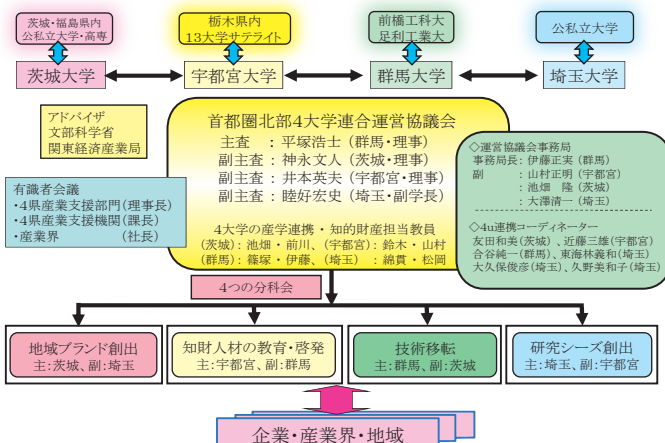 茨城・福島県内
公私立大学・高専
栃木県内
13大学サテライト
前橋工科大
足利工業大
公私立大学
茨城大学
宇都宮大学
群馬大学
埼玉大学
アドバイザ
文部科学省
関東経済産業局
首都圏北部4大学連合運営協議会
主査 : 平塚浩士(群馬・理事)
副主査 : 神永文人(茨城・理事)
副主査 : 井本英夫(宇都宮・理事)
副主査 : 睦好宏史(埼玉・副学長)
4大学の産学連携・知的財産担当教員
(茨城): 池畑・前川、(宇都宮): 鈴木・山村
(群馬): 篠塚・伊藤、(埼玉) : 綿貫・松岡
◇運営協議会事務局
事務局長: 伊藤正実(群馬)
副 : 山村正明(宇都宮)
: 池畑 隆(茨城)
: 大澤清一(埼玉)
◇4u連携コーディネーター
友田和美(茨城)、近藤三雄(宇都宮)
合谷純一(群馬)、東海林義和(埼玉)
大久保俊彦(埼玉)、久野美和子(埼玉)
有識者会議
・4県産業支援部門(理事長)
・4県産業支援機関(課長)
・産業界 (社長)
4つの分科会
地域ブランド創出
主:茨城、副:埼玉
知財人材の教育・啓発
主:宇都宮、副:群馬
技術移転
主:群馬、副:茨城
研究シーズ創出
主:埼玉、副:宇都宮
企業・産業界・地域